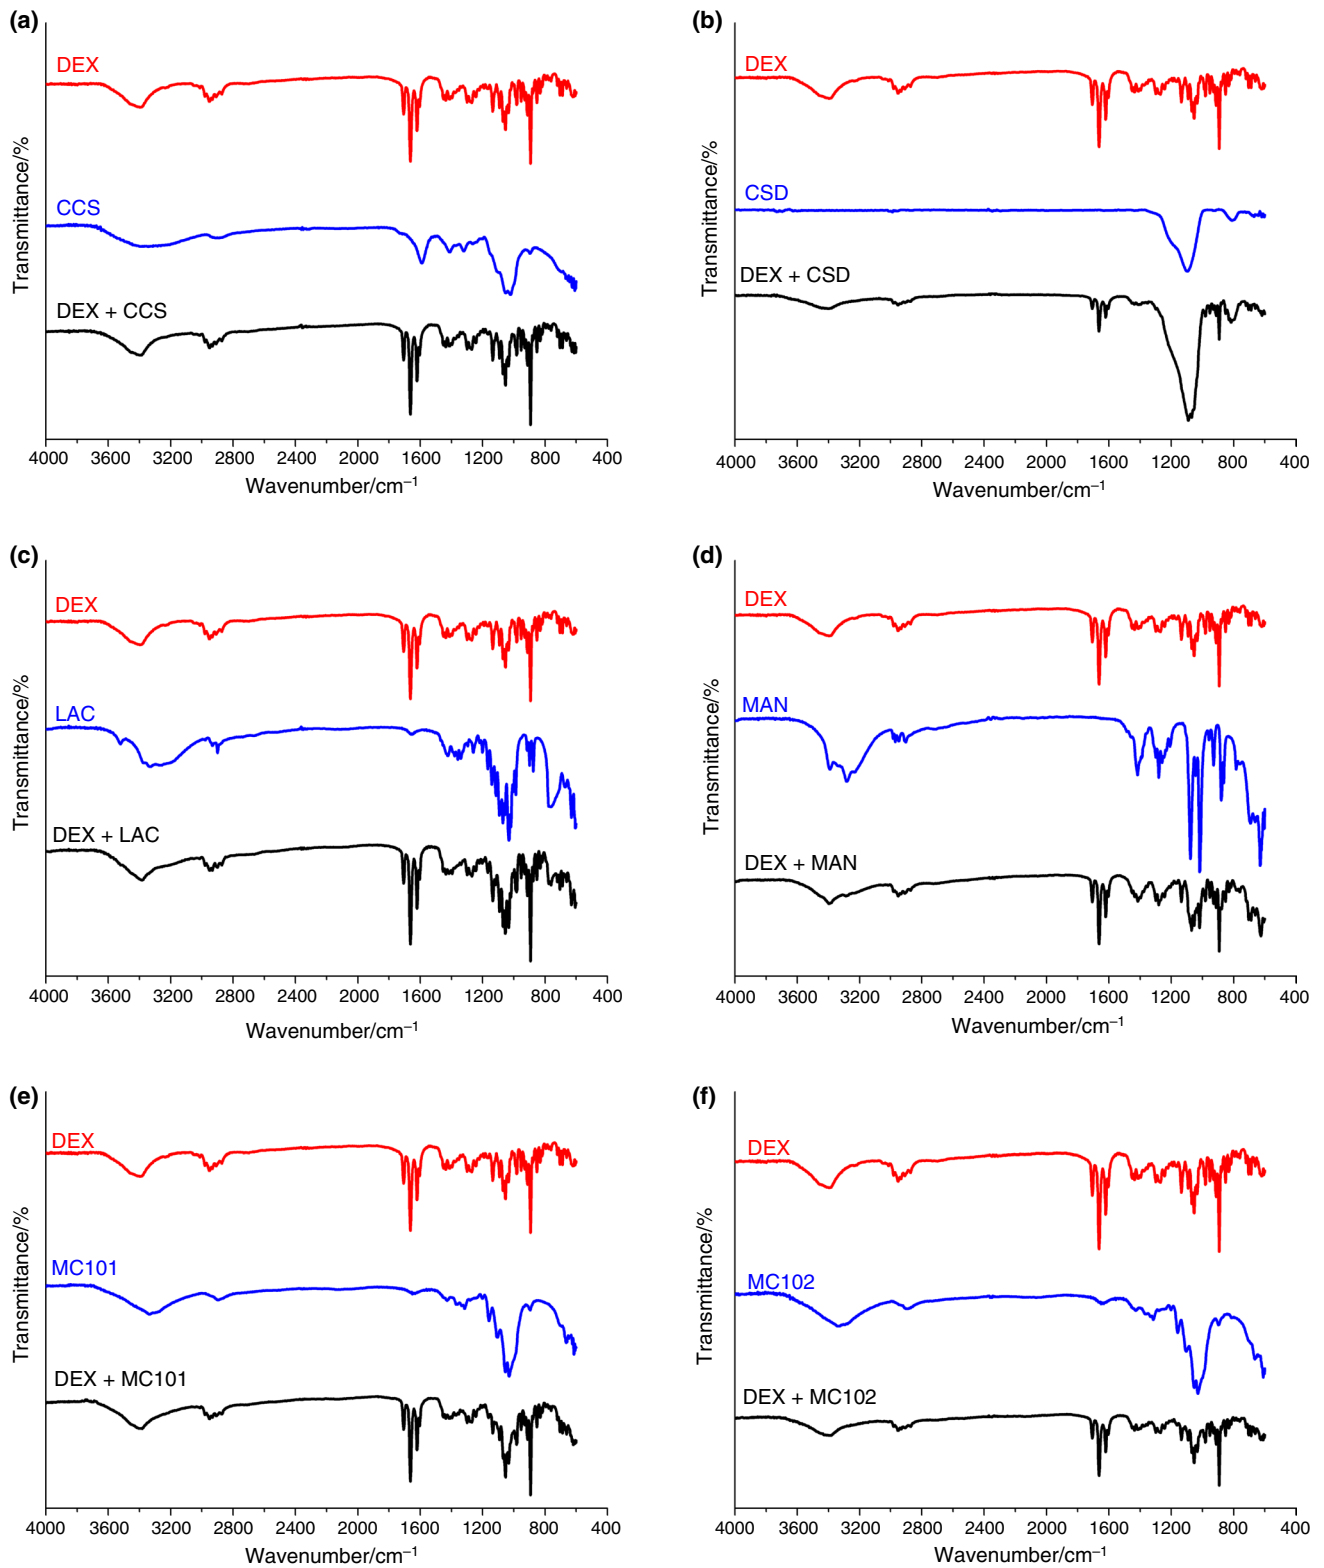 (a)
DEX
CCS
DEX + CCS
Transmittance/%
4000 3600 3200 2800 2400 2000 1600 1200 800 400
Wavenumber/cm⁻¹
(b)
DEX
CSD
DEX + CSD
Transmittance/%
4000 3600 3200 2800 2400 2000 1600 1200 800 400
Wavenumber/cm⁻¹
(c)
DEX
LAC
DEX + LAC
Transmittance/%
4000 3600 3200 2800 2400 2000 1600 1200 800 400
Wavenumber/cm⁻¹
(d)
DEX
MAN
DEX + MAN
Transmittance/%
4000 3600 3200 2800 2400 2000 1600 1200 800 400
Wavenumber/cm⁻¹
(e)
DEX
MC101
DEX + MC101
Transmittance/%
4000 3600 3200 2800 2400 2000 1600 1200 800 400
Wavenumber/cm⁻¹
(f)
DEX
MC102
DEX + MC102
Transmittance/%
4000 3600 3200 2800 2400 2000 1600 1200 800 400
Wavenumber/cm⁻¹